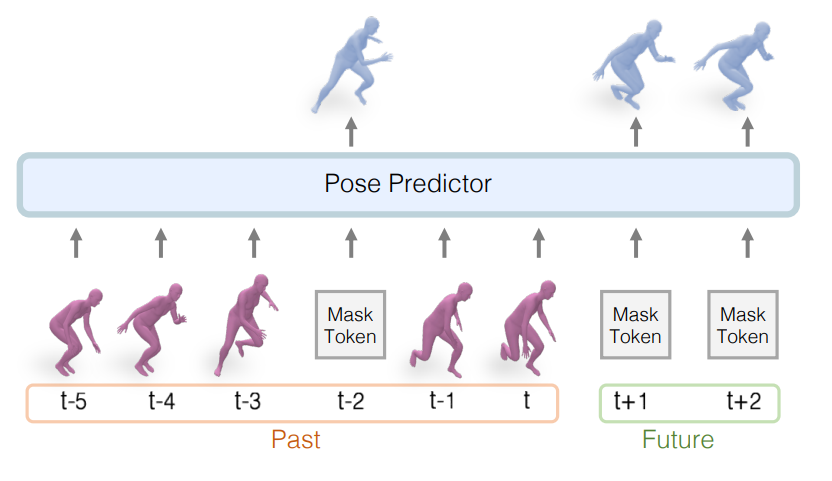 Pose Predictor
Mask
Token
Mask
Token
Mask
Token
t-5 t-4 t-3 t-2 t-1 t t+1 t+2
Past Future